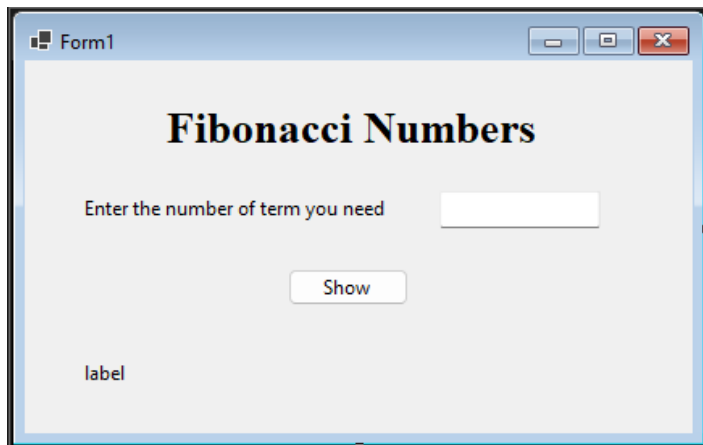 Form1
Fibonacci Numbers
Enter the number of term you need
Show
label